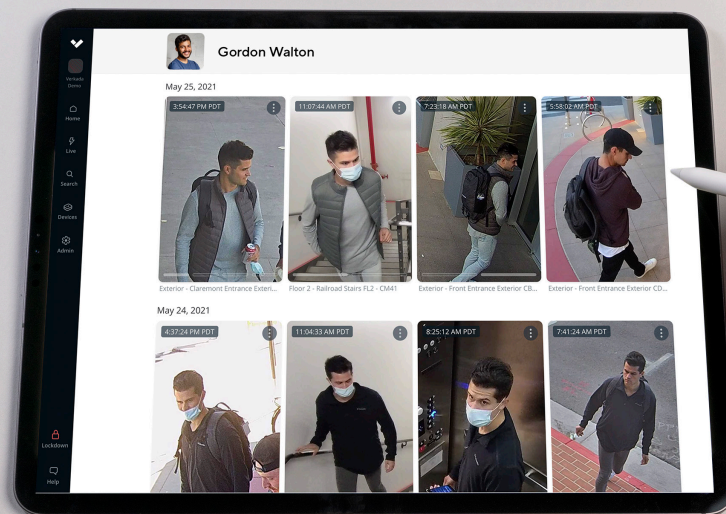 Gordon Walton
Verkada
Demo
Home
Live
Search
Devices
Admin
Lockdown
Help
May 25, 2021
3:54:47 PM PDT
11:07:44 AM PDT
7:23:18 AM PDT
5:58:02 AM PDT
Exterior - Claremont Entrance Exteri...
Floor 2 - Railroad Stairs FL2 - CM41
Exterior - Front Entrance Exterior CB...
Exterior - Front Entrance Exterior CD...
May 24, 2021
4:37:24 PM PDT
11:04:33 AM PDT
8:25:12 AM PDT
7:41:24 AM PDT